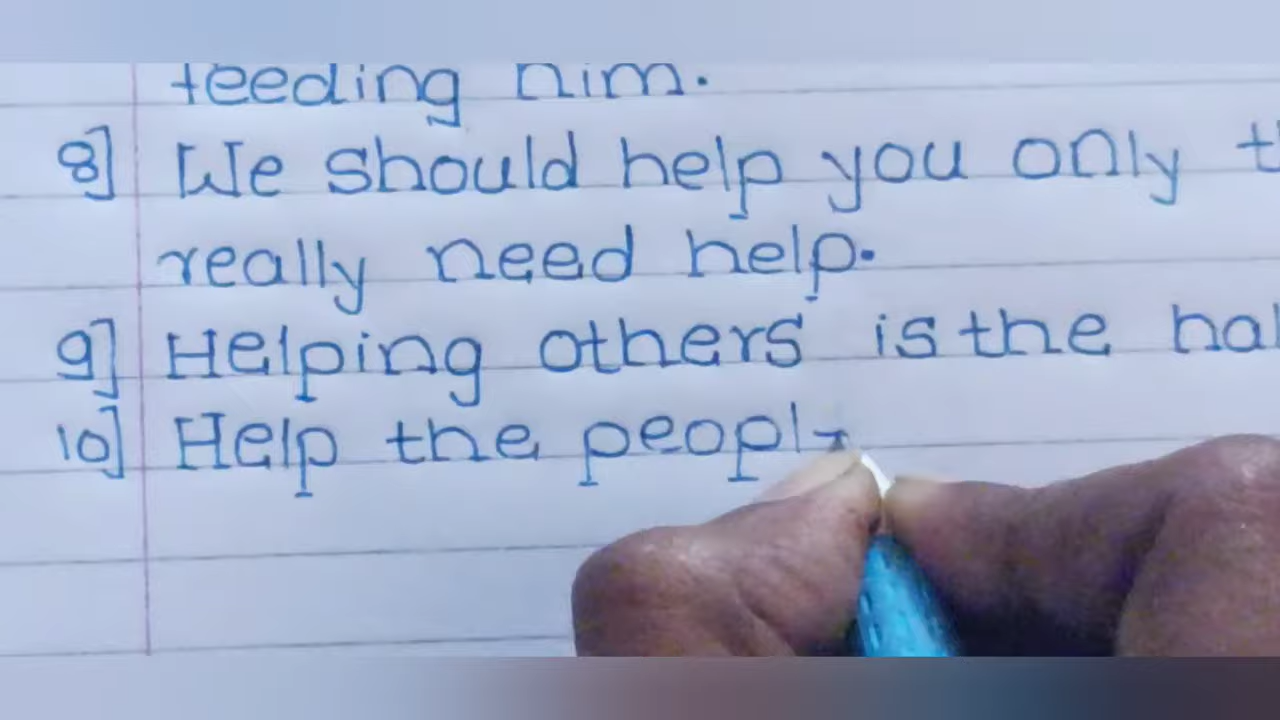 feeding him.
8] We should help you only
really need help.
9] Helping others is the
10] Help the peopl